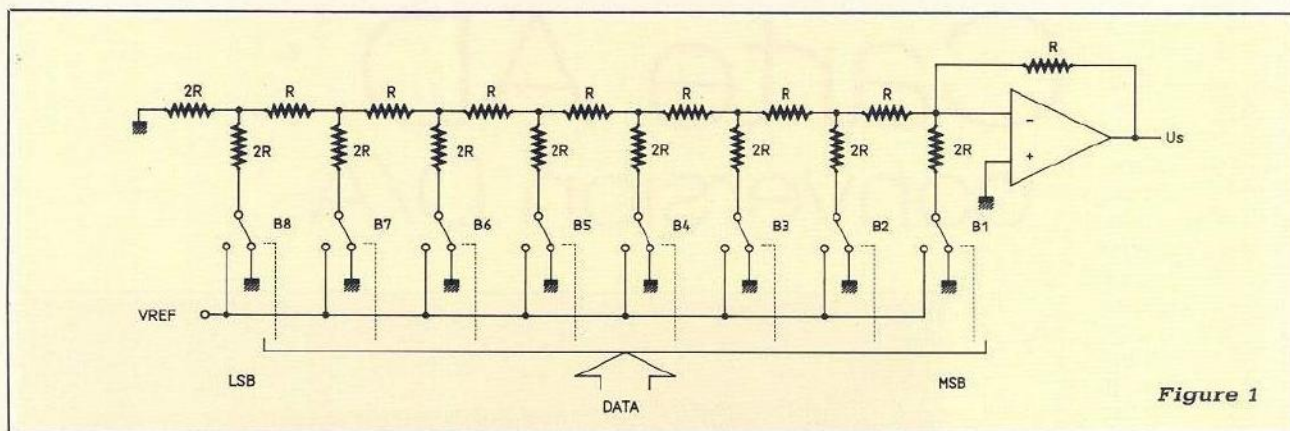 R
2R R R R R R R R
2R 2R 2R 2R 2R 2R 2R 2R
- 
+
Us
B8 B7 B6 B5 B4 B3 B2 B1
VREF
LSB MSB
DATA
Figure 1